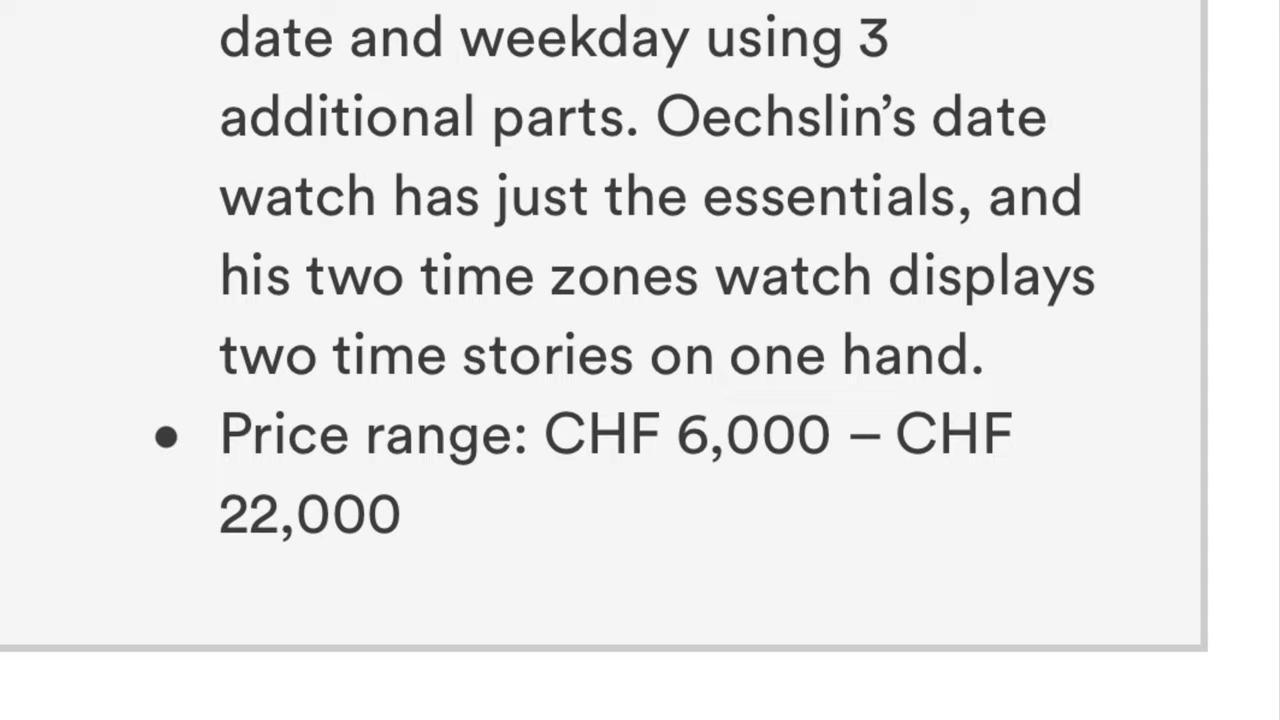 date and weekday using 3
additional parts. Oechslin’s date
watch has just the essentials, and
his two time zones watch displays
two time stories on one hand.
● Price range: CHF 6,000 – CHF
22,000